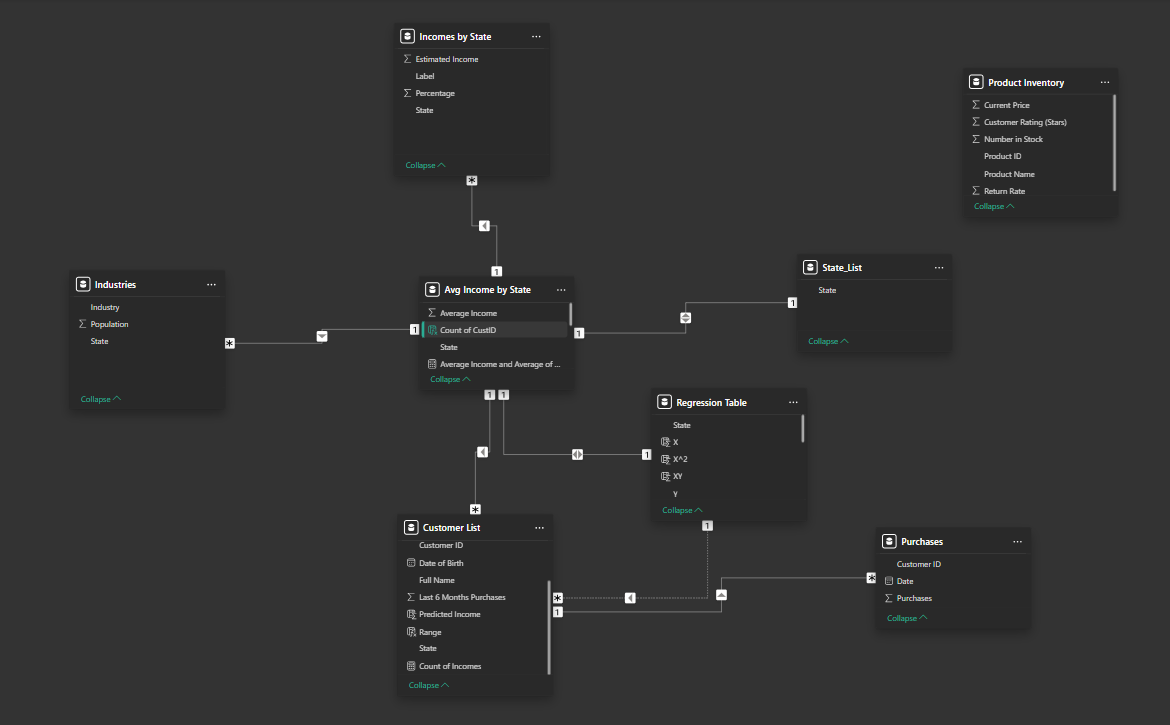 Incomes by State
Estimated Income
Label
Percentage
State
Collapse
Product Inventory
Current Price
Customer Rating (Stars)
Number in Stock
Product ID
Product Name
Return Rate
Collapse
*
1
Industries
Industry
Population
State
Collapse
*
1
Avg Income by State
Average Income
Count of CustID
State
Average Income and Average of ...
Collapse
1
1
State_List
State
Collapse
1
1
Regression Table
State
X
X^2
XY
y
Collapse
1
1
*
Customer List
Customer ID
Date of Birth
Full Name
Last 6 Months Purchases
Predicted Income
Range
State
Count of Incomes
Collapse
*
1
*
Purchases
Customer ID
Date
Purchases
Collapse